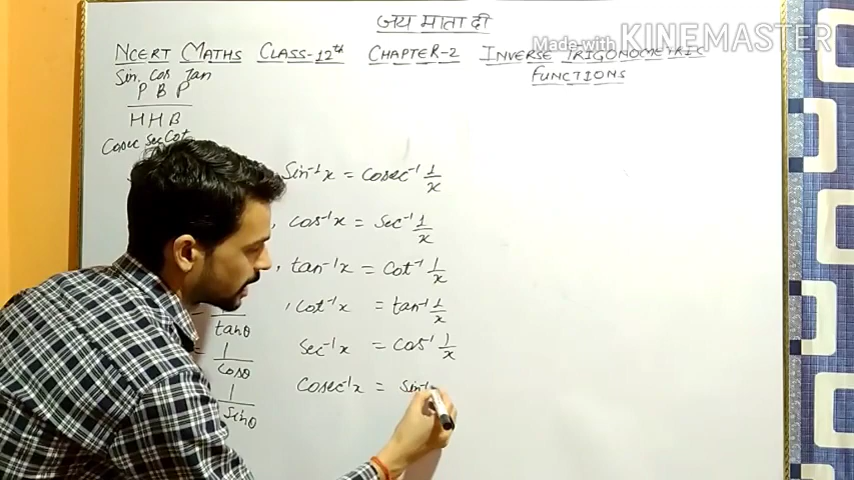 जय माता दी
Made with KINEMASTER
NCERT MATHS CLASS-12th CHAPTER-2 INVERSE TRIGONOMETRIC FUNCTIONS
Sin Cos Tan
P B P
H H B
Cosec Sec Cot
Sin⁻¹x = Cosec⁻¹ 1/x
, Cos⁻¹x = Sec⁻¹ 1/x
, tan⁻¹x = Cot⁻¹ 1/x
, Cot⁻¹x = tan⁻¹ 1/x
Sec⁻¹x = Cos⁻¹ 1/x
Cosec⁻¹x = Sin⁻¹
tanθ
= 1/Cosθ
1/Sinθ